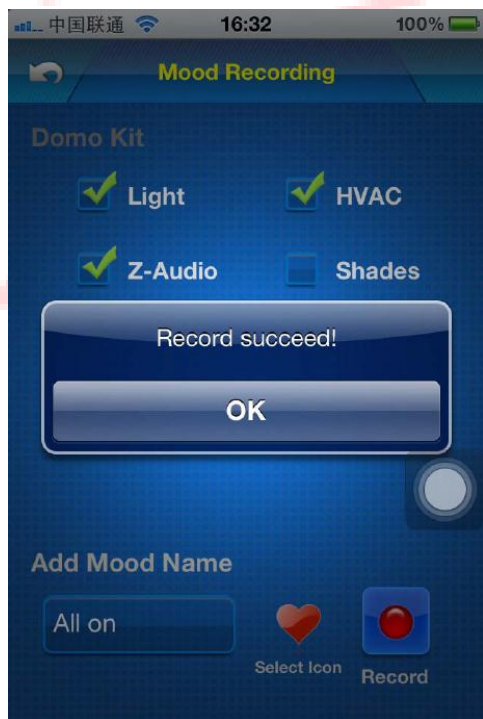 中国联通 16:32 100%
Mood Recording
Domo Kit
Light HVAC
Z-Audio Shades
Record succeed!
OK
Add Mood Name
All on
Select Icon Record